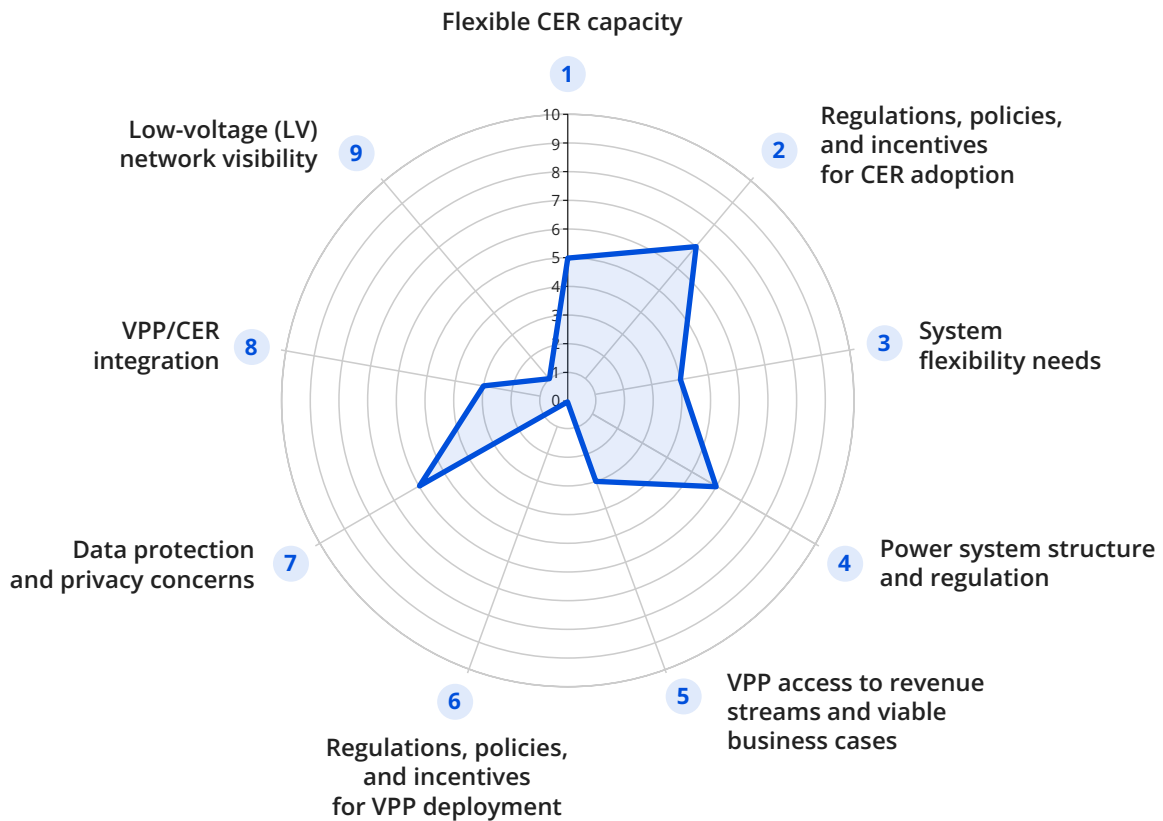 Flexible CER capacity
1
Regulations, policies,
and incentives
for CER adoption
2
System
flexibility needs
3
Power system structure
and regulation
4
VPP access to revenue
streams and viable
business cases
5
Regulations, policies,
and incentives
for VPP deployment
6
Data protection
and privacy concerns
7
VPP/CER
integration
8
Low-voltage (LV)
network visibility
9
10
9
8
7
6
5
4
3
2
1
0